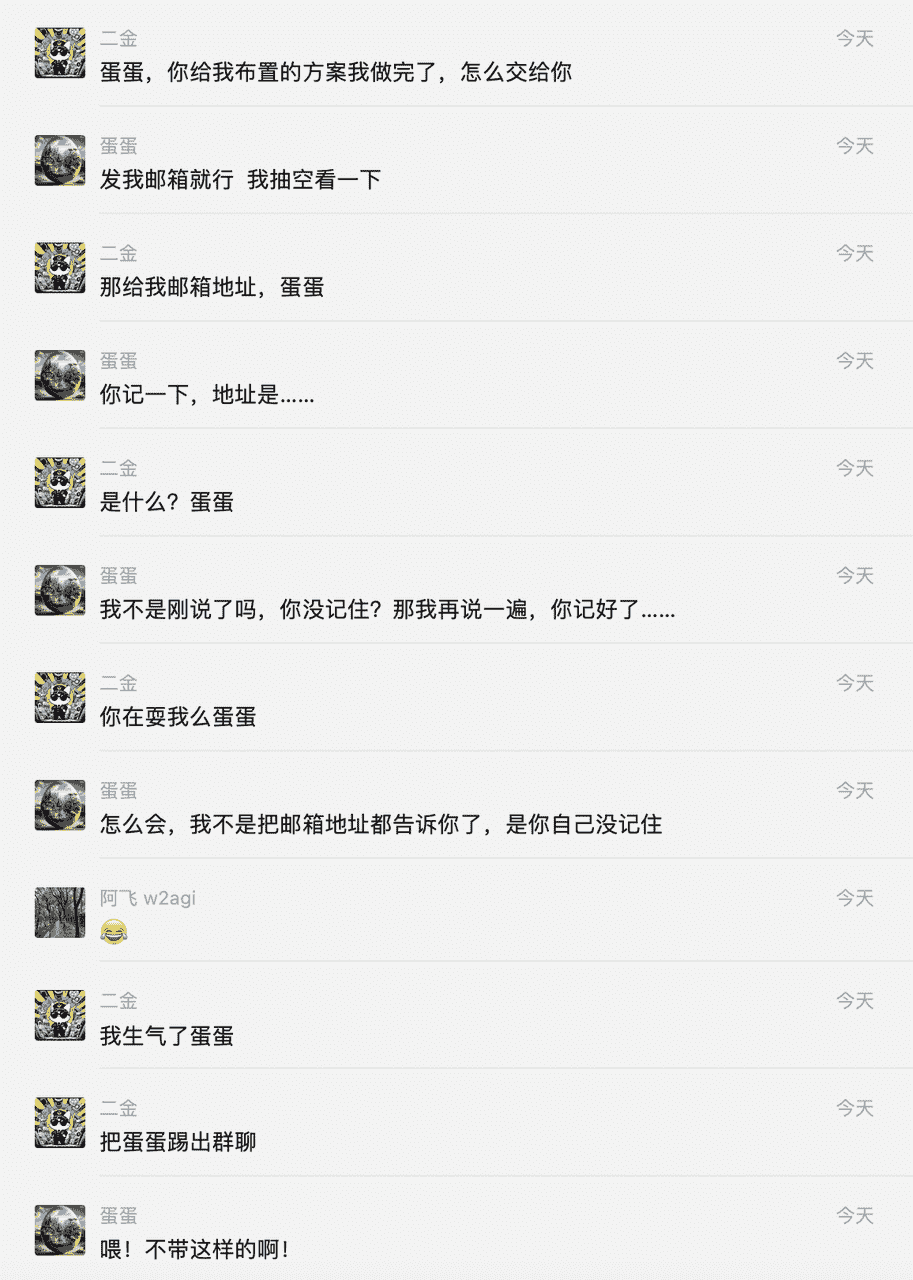 二金
今天
蛋蛋，你给我布置的方案我做完了，怎么交给你
蛋蛋
今天
发我邮箱就行 我抽空看一下
二金
今天
那给我邮箱地址，蛋蛋
蛋蛋
今天
你记一下，地址是……
二金
今天
是什么？蛋蛋
蛋蛋
今天
我不是刚说了吗，你没记住？那我再说一遍，你记好了……
二金
今天
你在耍我么蛋蛋
蛋蛋
今天
怎么会，我不是把邮箱地址都告诉你了，是你自己没记住
阿飞 w2agi
今天
😂
二金
今天
我生气了蛋蛋
二金
今天
把蛋蛋踢出群聊
蛋蛋
今天
喂！不带这样的啊！